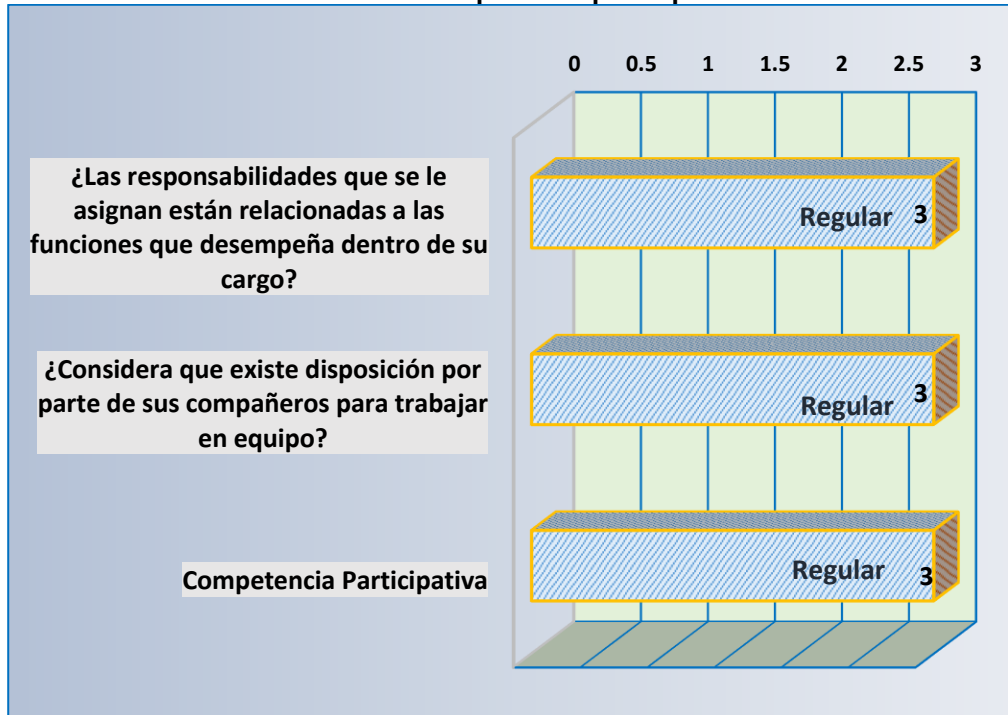 0 0.5 1 1.5 2 2.5 3
¿Las responsabilidades que se le
asignan están relacionadas a las
funciones que desempeña dentro de su
cargo?
Regular 3
¿Considera que existe disposición por
parte de sus compañeros para trabajar
en equipo?
Regular 3
Competencia Participativa
Regular 3